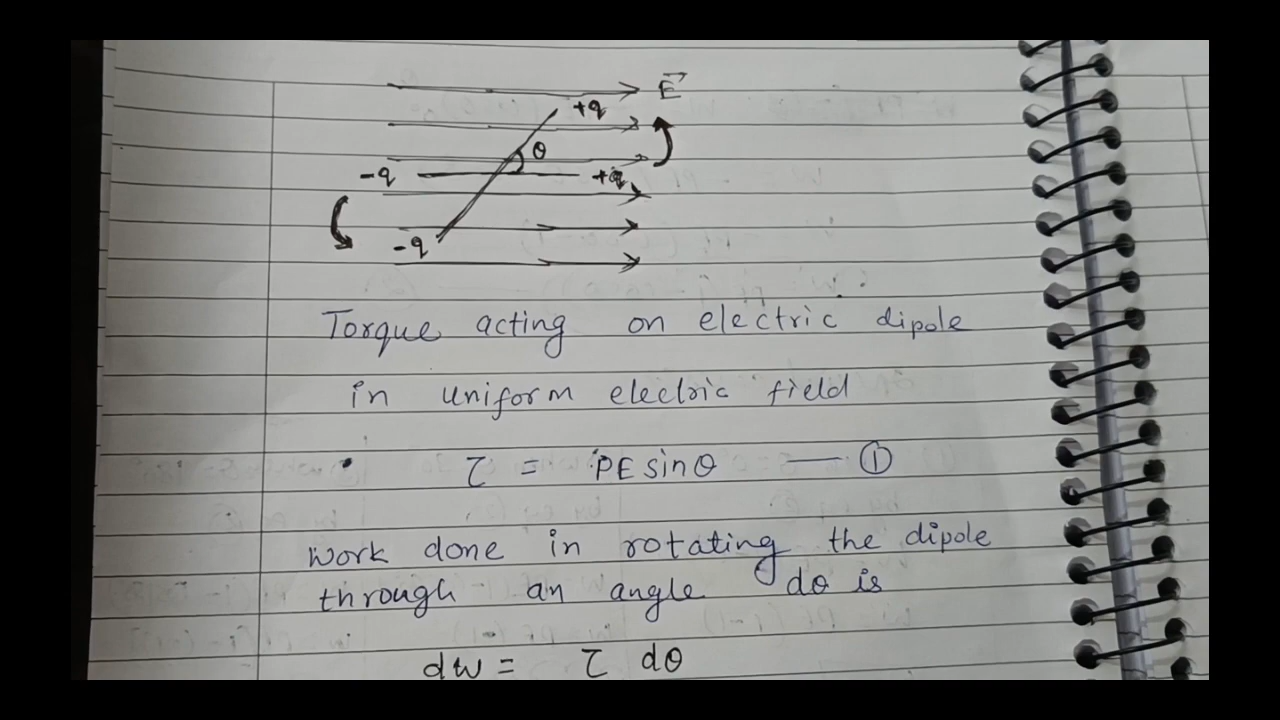 E
+q
θ
-q
+q
-q
Torque acting on electric dipole
in uniform electric field
τ = PE sinθ — ①
Work done in rotating the dipole
through an angle dθ is
dw = τ dθ